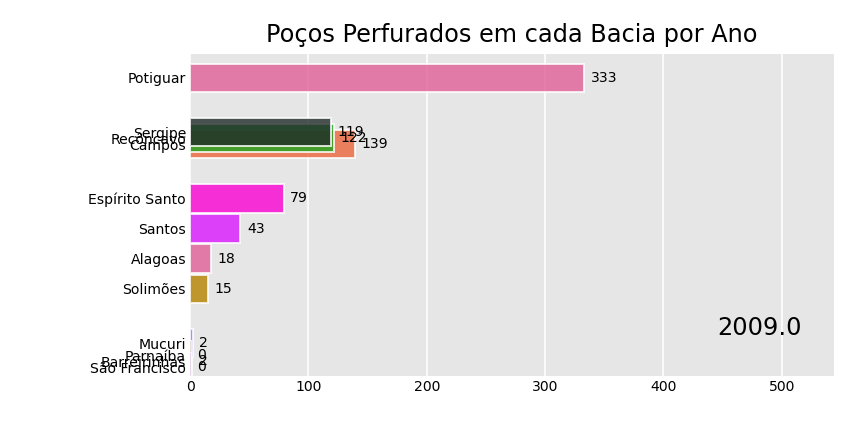 Poços Perfurados em cada Bacia por Ano
Potiguar 333
Sergipe 119
Recôncavo 122
Campos 139
Espírito Santo 79
Santos 43
Alagoas 18
Solimões 15
2009.0
Mucuri 2
Parnaíba 0
Barreirinhas 2
São Francisco 0
0 100 200 300 400 500